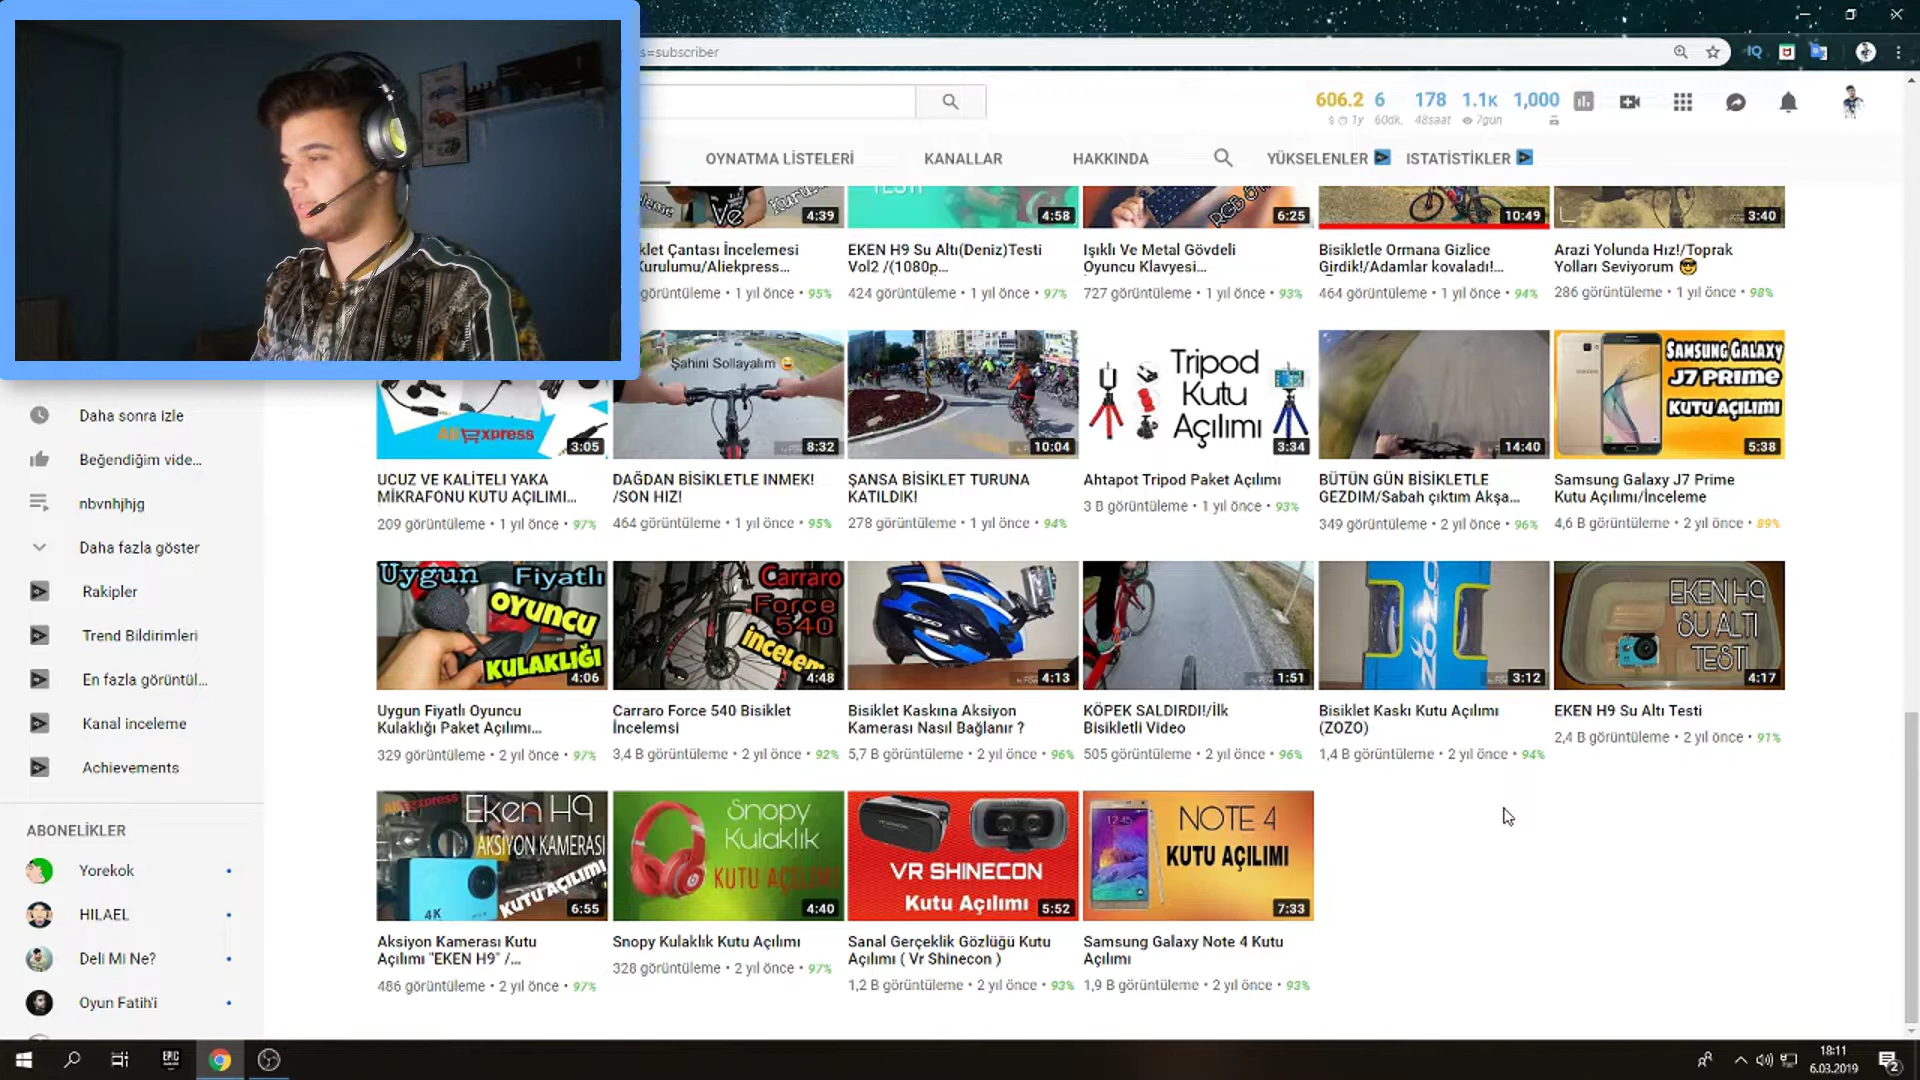 s=subscriber
606.2 6 178 1.1K 1,000
$ 1y 60dk. 48saat 7gün
OYNATMA LİSTELERİ KANALLAR HAKKINDA YÜKSELENLER ISTATİSTİKLER
4:39 4:58 6:25 10:49 3:40
Ve
TESTİ
klet Çantası İncelemesi
Kurulumu/Aliekpress...
görüntüleme • 1 yıl önce • 95%
EKEN H9 Su Altı(Deniz)Testi
Vol2 /(1080p...
424 görüntüleme • 1 yıl önce • 97%
Işıklı Ve Metal Gövdeli
Oyuncu Klavyesi...
727 görüntüleme • 1 yıl önce • 93%
Bisikletle Ormana Gizlice
Girdik!/Adamlar kovaladı!...
464 görüntüleme • 1 yıl önce • 94%
Arazi Yolunda Hız!/Toprak
Yolları Seviyorum 😎
286 görüntüleme • 1 yıl önce • 98%
AliExpress
3:05
UCUZ VE KALİTELİ YAKA
MİKRAFONU KUTU AÇILIMI...
209 görüntüleme • 1 yıl önce • 97%
Şahini Sollayalım 😂
8:32
DAĞDAN BİSİKLETLE INMEK!
/SON HIZ!
464 görüntüleme • 1 yıl önce • 95%
10:04
ŞANSA BİSİKLET TURUNA
KATILDIK!
278 görüntüleme • 1 yıl önce • 94%
Tripod
Kutu
Açılımı
3:34
Ahtapot Tripod Paket Açılımı
3 B görüntüleme • 1 yıl önce • 93%
14:40
BÜTÜN GÜN BİSİKLETLE
GEZDIM/Sabah çıktım Akşa...
349 görüntüleme • 2 yıl önce • 96%
SAMSUNG GALAXY
J7 PRIME
KUTU AÇILIMI
5:38
Samsung Galaxy J7 Prime
Kutu Açılımı/İnceleme
4,6 B görüntüleme • 2 yıl önce • 89%
Uygun Fiyatlı
OYUNCU
KULAKLIĞI
4:06
Uygun Fiyatlı Oyuncu
Kulaklığı Paket Açılımı...
329 görüntüleme • 2 yıl önce • 97%
Carraro
Force
540
incelem
4:48
Carraro Force 540 Bisiklet
İncelemsi
3,4 B görüntüleme • 2 yıl önce • 92%
ZOZO
4:13
Bisiklet Kaskına Aksiyon
Kamerası Nasıl Bağlanır ?
5,7 B görüntüleme • 2 yıl önce • 96%
1:51
KÖPEK SALDIRDI!/İlk
Bisikletli Video
505 görüntüleme • 2 yıl önce • 96%
ZOZO
3:12
Bisiklet Kaskı Kutu Açılımı
(ZOZO)
1,4 B görüntüleme • 2 yıl önce • 94%
EKEN H9
SU ALTI
TEST
4:17
EKEN H9 Su Altı Testi
2,4 B görüntüleme • 2 yıl önce • 91%
AliExpress Eken H9
AKSİYON KAMERASI
KUTU AÇILIMI
4K
6:55
Aksiyon Kamerası Kutu
Açılımı "EKEN H9" /...
486 görüntüleme • 2 yıl önce • 97%
Snopy
Kulaklık
KUTU AÇILIMI
4:40
Snopy Kulaklık Kutu Açılımı
328 görüntüleme • 2 yıl önce • 97%
VR SHINECON
Kutu Açılımı
5:52
Sanal Gerçeklik Gözlüğü Kutu
Açılımı ( Vr Shinecon )
1,2 B görüntüleme • 2 yıl önce • 93%
NOTE 4
KUTU AÇILIMI
7:33
Samsung Galaxy Note 4 Kutu
Açılımı
1,9 B görüntüleme • 2 yıl önce • 93%
Daha sonra izle
Beğendiğim vide...
nbvnhjhjg
Daha fazla göster
Rakipler
Trend Bildirimleri
En fazla görüntül...
Kanal inceleme
Achievements
ABONELİKLER
Yorekok
HILAEL
Deli Mi Ne?
Oyun Fatih'i
EPIC
18:11
6.03.2019
2